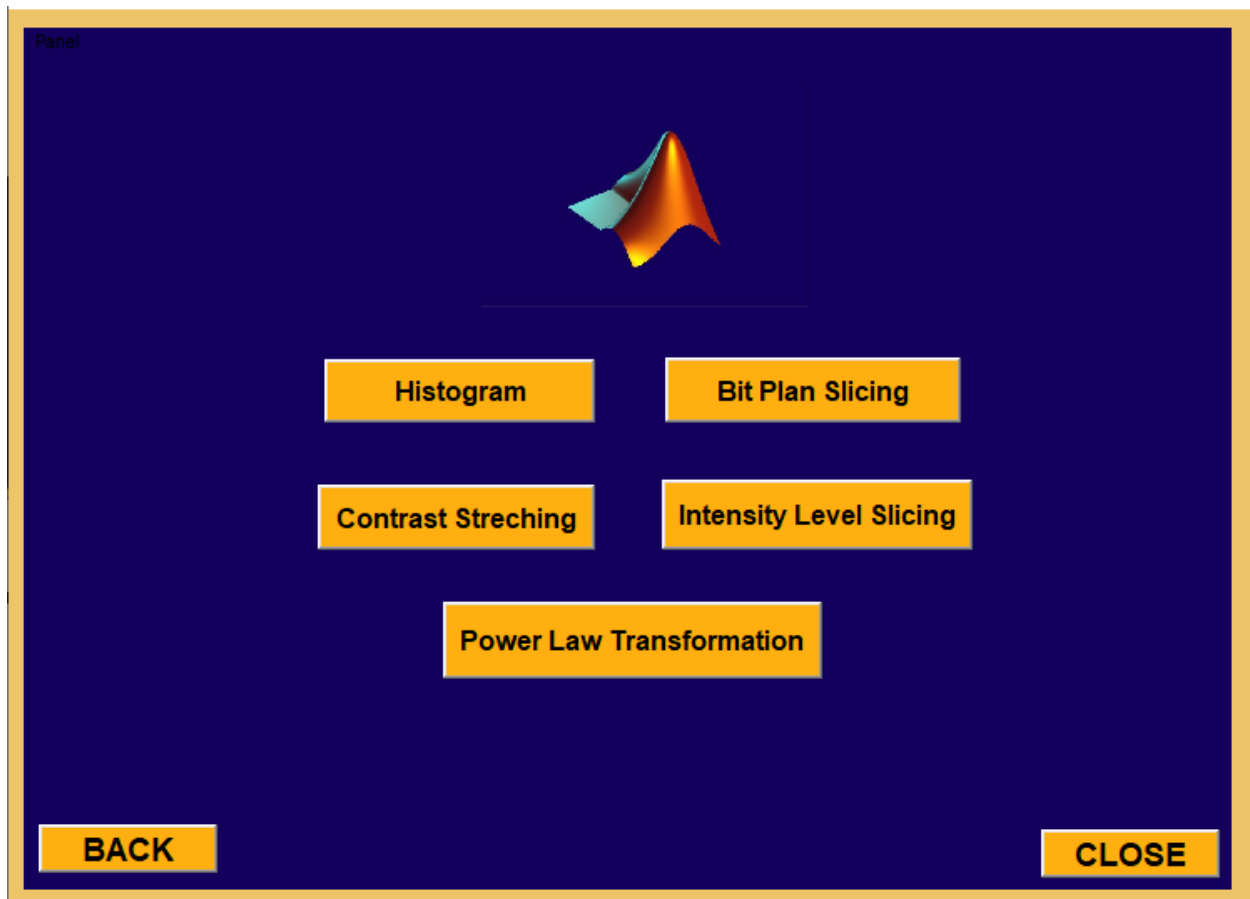 Panel
Histogram
Bit Plan Slicing
Contrast Streching
Intensity Level Slicing
Power Law Transformation
BACK
CLOSE